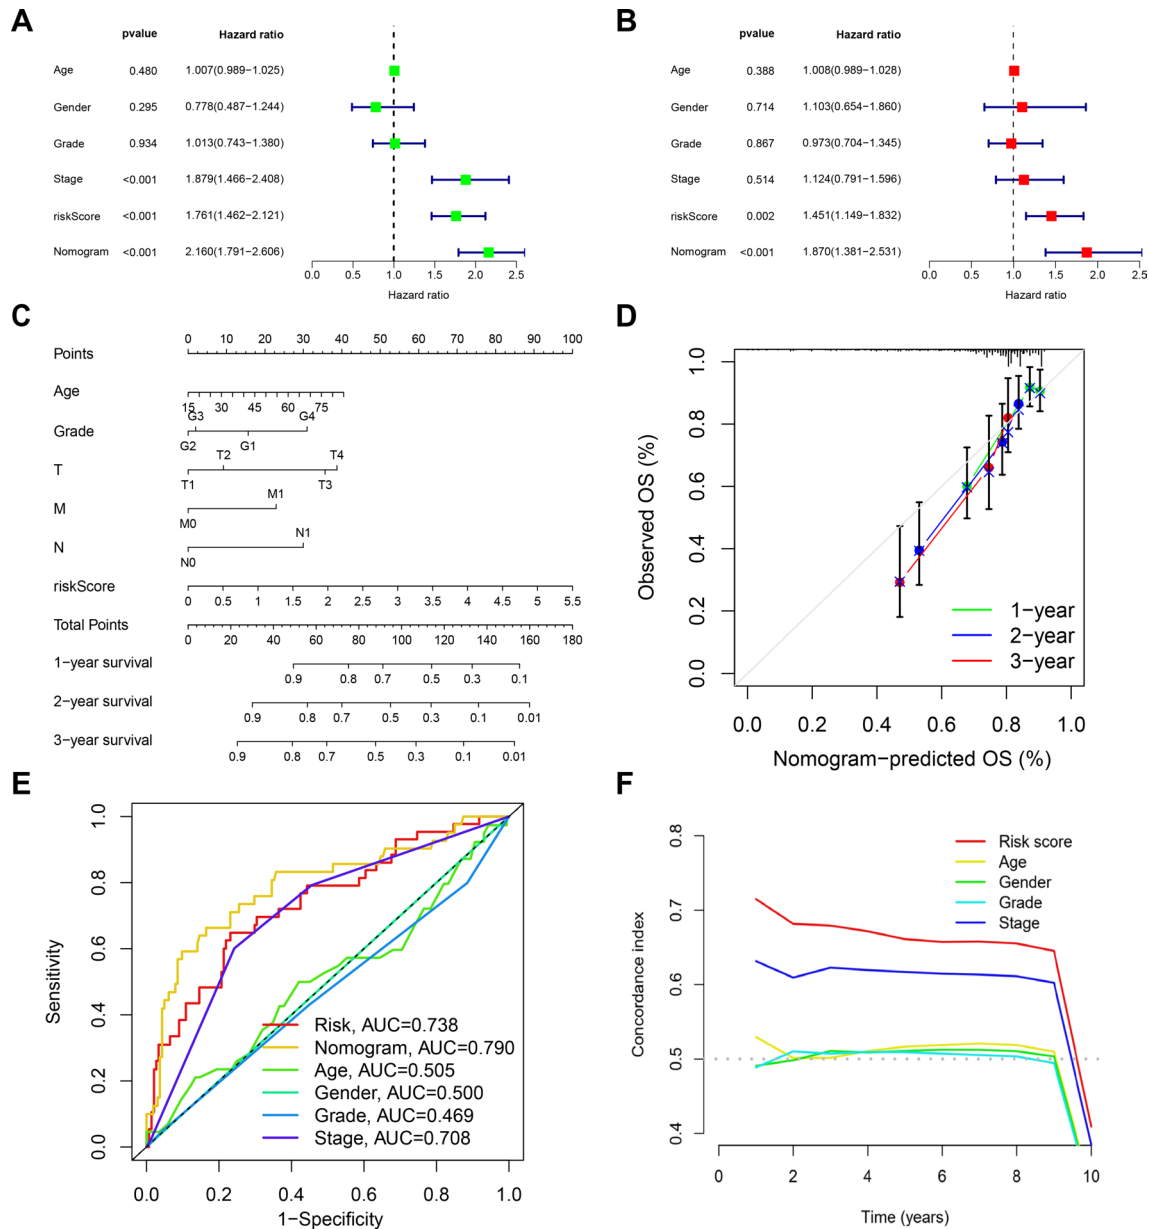 A
pvalue Hazard ratio
Age 0.480 1.007(0.989−1.025)
Gender 0.295 0.778(0.487−1.244)
Grade 0.934 1.013(0.743−1.380)
Stage <0.001 1.879(1.466−2.408)
riskScore <0.001 1.761(1.462−2.121)
Nomogram <0.001 2.160(1.791−2.606)
0.0 0.5 1.0 1.5 2.0 2.5
Hazard ratio
B
pvalue Hazard ratio
Age 0.388 1.008(0.989−1.028)
Gender 0.714 1.103(0.654−1.860)
Grade 0.867 0.973(0.704−1.345)
Stage 0.514 1.124(0.791−1.596)
riskScore 0.002 1.451(1.149−1.832)
Nomogram <0.001 1.870(1.381−2.531)
0.0 0.5 1.0 1.5 2.0 2.5
Hazard ratio
C
Points 0 10 20 30 40 50 60 70 80 90 100
Age
15 30 45 60 75
G3 G4
Grade
G2 G1
T2 T4
T
T1 T3
M1
M
M0
N1
N
N0
riskScore
0 0.5 1 1.5 2 2.5 3 3.5 4 4.5 5 5.5
Total Points
0 20 40 60 80 100 120 140 160 180
1−year survival
0.9 0.8 0.7 0.5 0.3 0.1
2−year survival
0.9 0.8 0.7 0.5 0.3 0.1 0.01
3−year survival
0.9 0.8 0.7 0.5 0.3 0.1 0.01
D
Observed OS (%)
1.0
0.8
0.6
0.4
0.2
0.0
1−year
2−year
3−year
0.0 0.2 0.4 0.6 0.8 1.0
Nomogram−predicted OS (%)
E
Sensitivity
1.0
0.8
0.6
0.4
0.2
0.0
Risk, AUC=0.738
Nomogram, AUC=0.790
Age, AUC=0.505
Gender, AUC=0.500
Grade, AUC=0.469
Stage, AUC=0.708
0.0 0.2 0.4 0.6 0.8 1.0
1−Specificity
F
Concordance index
0.8
0.7
0.6
0.5
0.4
Risk score
Age
Gender
Grade
Stage
0 2 4 6 8 10
Time (years)